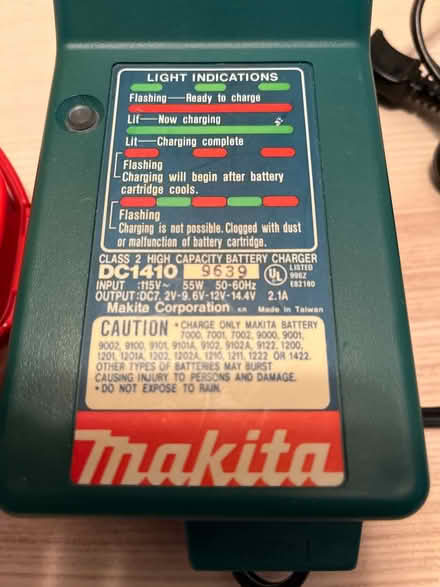 LIGHT INDICATIONS
Flashing—Ready to charge
Lit—Now charging
Lit—Charging complete
Flashing
Charging will begin after battery
cartridge cools.
Flashing
Charging is not possible. Clogged with dust
or malfunction of battery cartridge.
CLASS 2 HIGH CAPACITY BATTERY CHARGER
DC1410 9639
INPUT :115V~ 55W 50-60Hz
OUTPUT:DC7.2V-9.6V-12V-14.4V 2.1A
UL LISTED
996Z
E82180
Makita Corporation Made in Taiwan
CAUTION • CHARGE ONLY MAKITA BATTERY
7000, 7001, 7002, 9000, 9001,
9002, 9100, 9101, 9101A, 9102, 9102A, 9122, 1200,
1201, 1201A, 1202, 1202A, 1210, 1211, 1222 OR 1422.
OTHER TYPES OF BATTERIES MAY BURST
CAUSING INJURY TO PERSONS AND DAMAGE.
• DO NOT EXPOSE TO RAIN.
makita